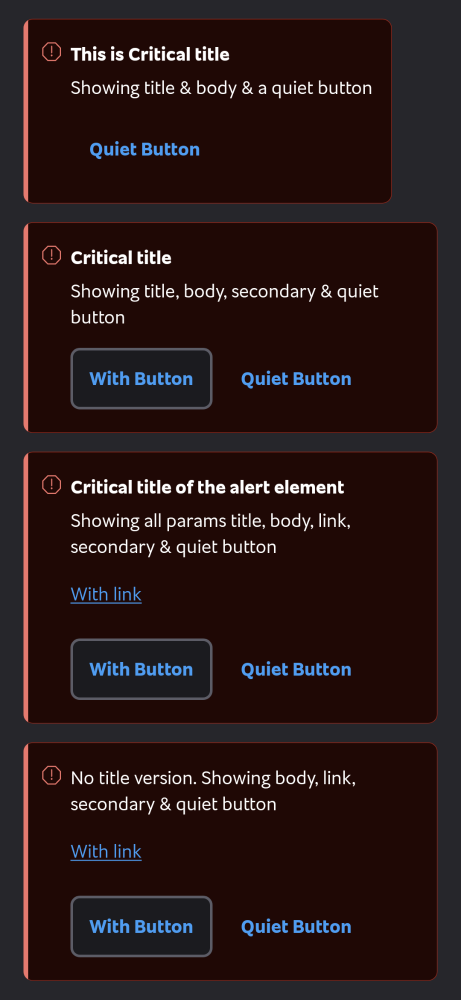 This is Critical title
Showing title & body & a quiet button
Quiet Button
Critical title
Showing title, body, secondary & quiet
button
With Button Quiet Button
Critical title of the alert element
Showing all params title, body, link,
secondary & quiet button
With link
With Button Quiet Button
No title version. Showing body, link,
secondary & quiet button
With link
With Button Quiet Button